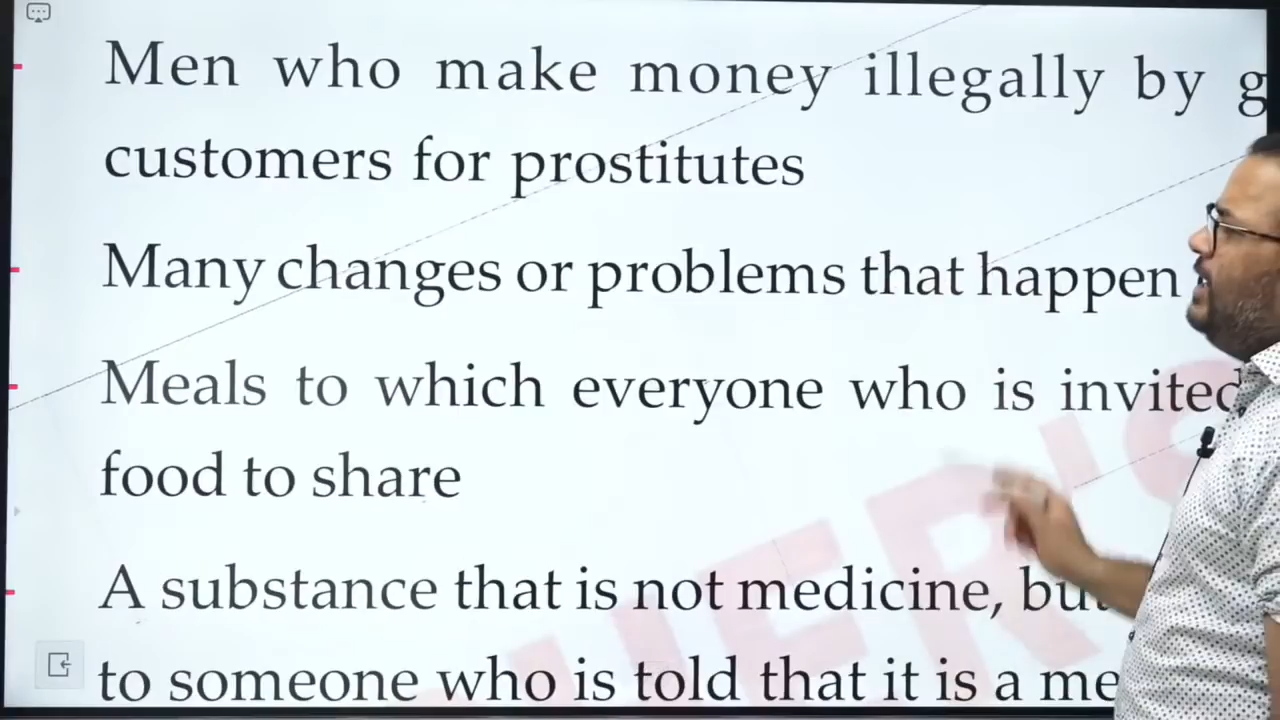 Men who make money illegally by
customers for prostitutes
Many changes or problems that happen
Meals to which everyone who is invited
food to share
A substance that is not medicine,
to someone who is told that it is a